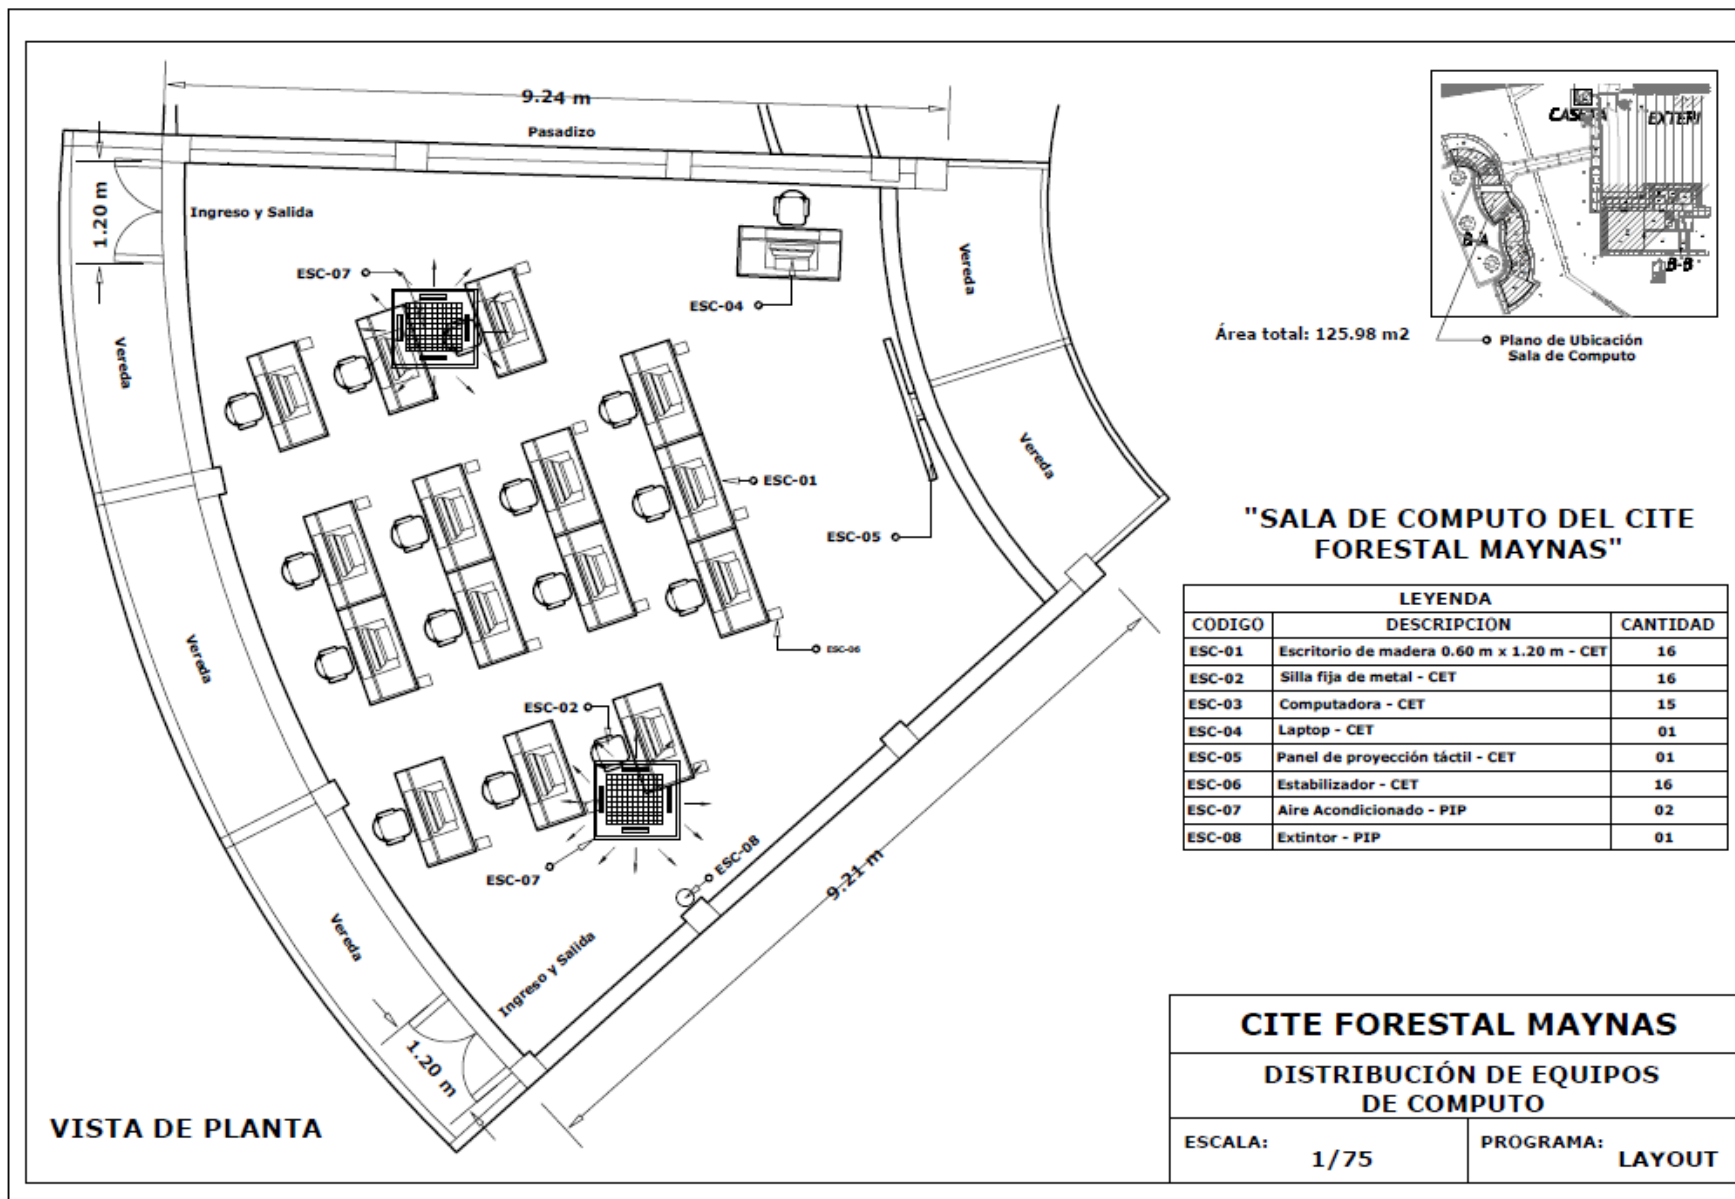 9.24 m
Pasadizo
1.20 m
Ingreso y Salida
ESC-07
ESC-04
Vereda
Vereda
Vereda
ESC-01
ESC-05
ESC-06
Vereda
ESC-02
ESC-07
ESC-08
9.21 m
Vereda
Ingreso y Salida
1.20 m
VISTA DE PLANTA
CASETA
EXTERI
B-A
B-B
Área total: 125.98 m2
Plano de Ubicación
Sala de Computo
"SALA DE COMPUTO DEL CITE
FORESTAL MAYNAS"
LEYENDA
CODIGO DESCRIPCION CANTIDAD
ESC-01 Escritorio de madera 0.60 m x 1.20 m - CET 16
ESC-02 Silla fija de metal - CET 16
ESC-03 Computadora - CET 15
ESC-04 Laptop - CET 01
ESC-05 Panel de proyección táctil - CET 01
ESC-06 Estabilizador - CET 16
ESC-07 Aire Acondicionado - PIP 02
ESC-08 Extintor - PIP 01
CITE FORESTAL MAYNAS
DISTRIBUCIÓN DE EQUIPOS
DE COMPUTO
ESCALA: 1/75
PROGRAMA: LAYOUT